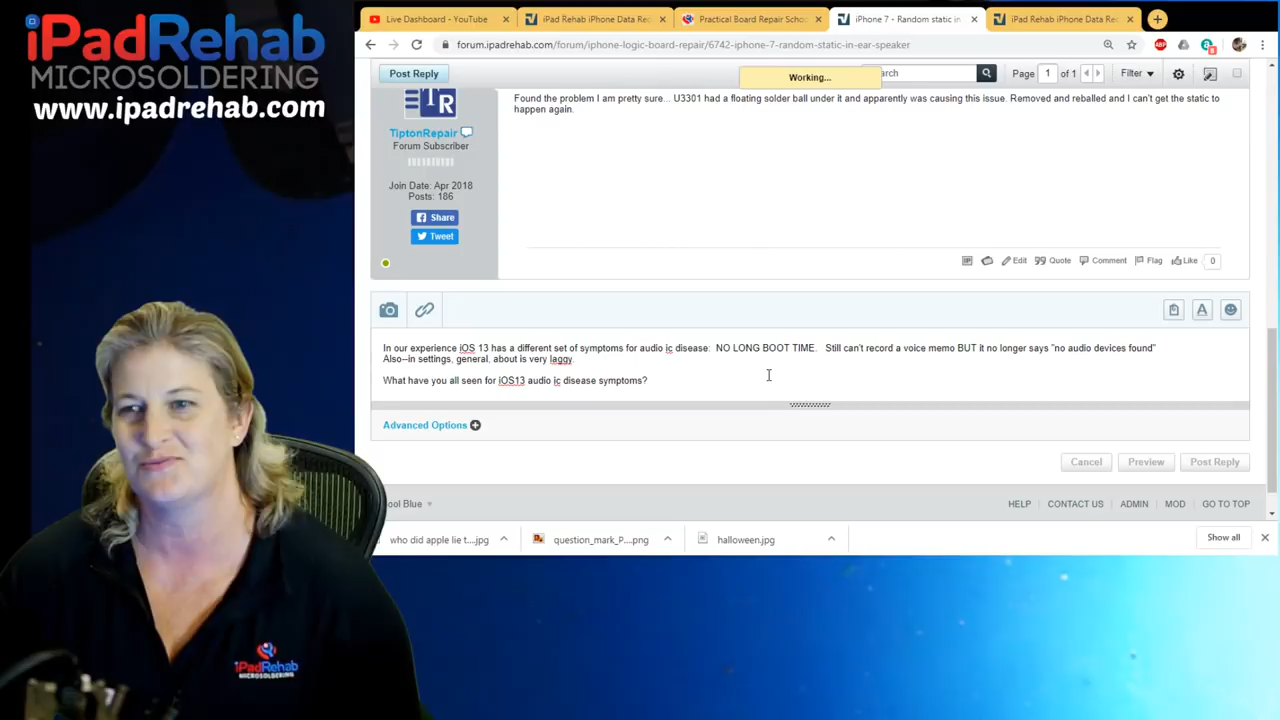 iPadRehab
MICROSOLDERING
www.ipadrehab.com
Live Dashboard - YouTube
iPad Rehab iPhone Data Rec
Practical Board Repair Schoo
iPhone 7 - Random static in
iPad Rehab iPhone Data Rec
forum.ipadrehab.com/forum/iphone-logic-board-repair/6742-iphone-7-random-static-in-ear-speaker
ABP
8
Post Reply
Working...
arch
Page 1 of 1
Filter
TR
TiptonRepair
Forum Subscriber
Join Date: Apr 2018
Posts: 186
Share
Tweet
Found the problem I am pretty sure... U3301 had a floating solder ball under it and apparently was causing this issue. Removed and reballed and I can't get the static to
happen again.
Edit
Quote
Comment
Flag
Like
0
In our experience iOS 13 has a different set of symptoms for audio ic disease: NO LONG BOOT TIME. Still can't record a voice memo BUT it no longer says "no audio devices found"
Also--in settings, general, about is very laggy.
What have you all seen for iOS13 audio ic disease symptoms?
Advanced Options
Cancel
Preview
Post Reply
ool Blue
HELP
CONTACT US
ADMIN
MOD
GO TO TOP
who did apple lie t....jpg
question_mark_P....png
halloween.jpg
Show all
iPadRehab
MICROSOLDERING